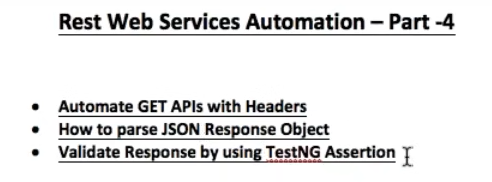 Rest Web Services Automation – Part -4
• Automate GET APIs with Headers
• How to parse JSON Response Object
• Validate Response by using TestNG Assertion